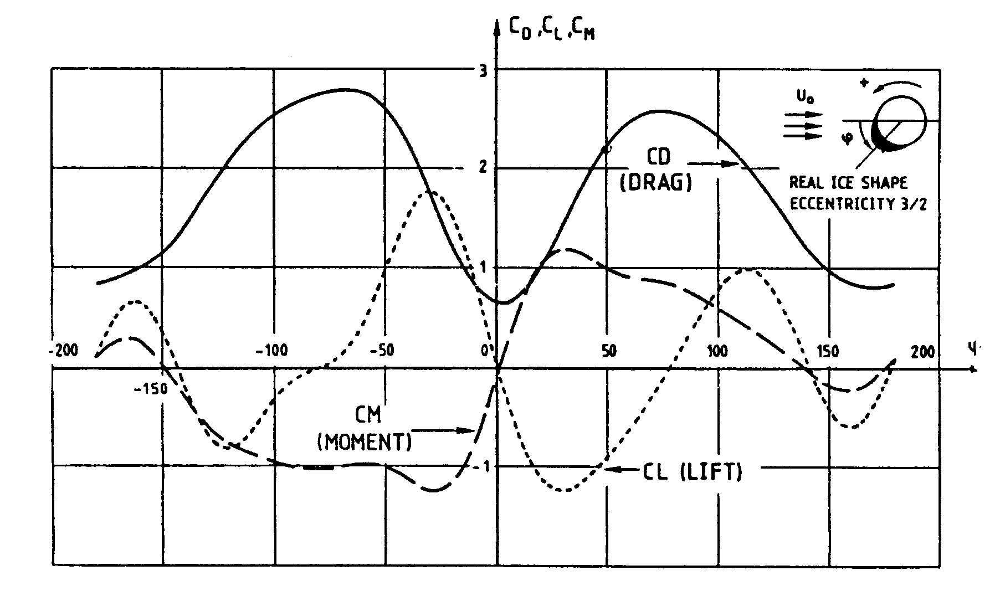 C_D , C_L , C_M
3
+
U₀
φ
2
CD
(DRAG)
REAL ICE SHAPE
ECCENTRICITY 3/2
1
-200
-100
-50
0
50
100
150
200
φ
-150
CM
(MOMENT)
-1
CL (LIFT)